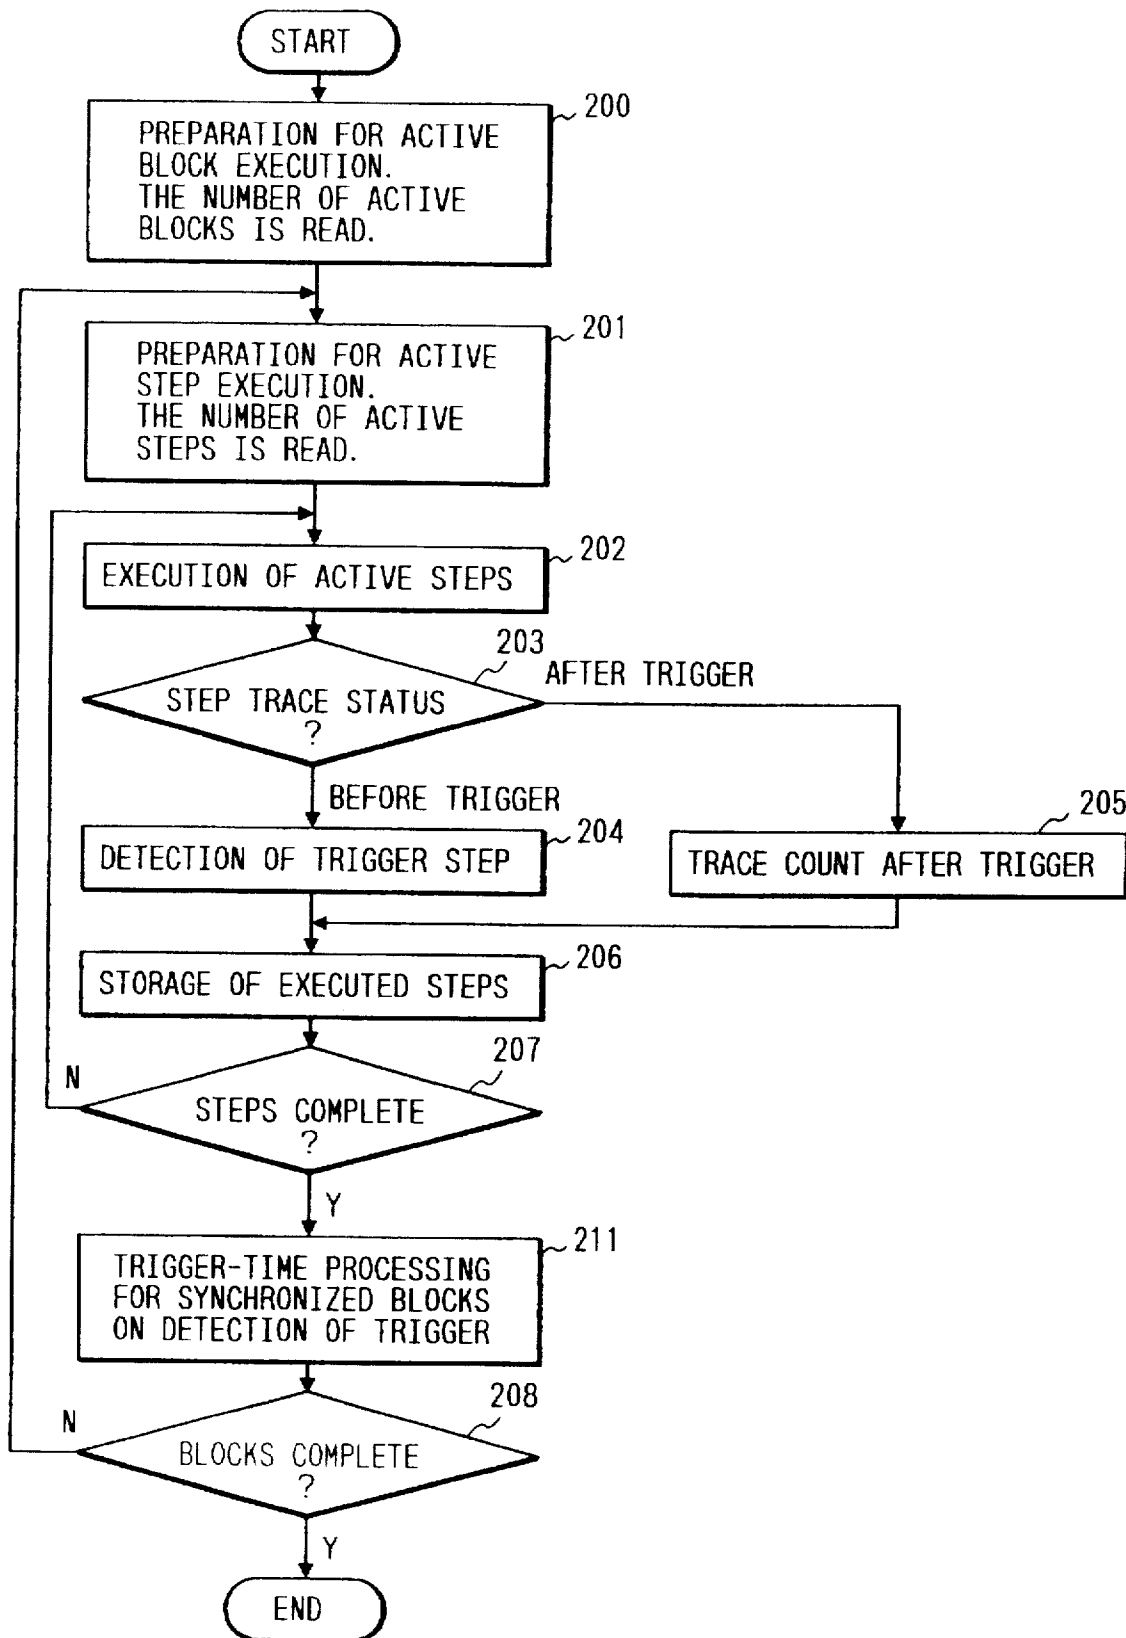 START
200
PREPARATION FOR ACTIVE
BLOCK EXECUTION.
THE NUMBER OF ACTIVE
BLOCKS IS READ.
201
PREPARATION FOR ACTIVE
STEP EXECUTION.
THE NUMBER OF ACTIVE
STEPS IS READ.
202
EXECUTION OF ACTIVE STEPS
203
STEP TRACE STATUS
?
AFTER TRIGGER
BEFORE TRIGGER
204
DETECTION OF TRIGGER STEP
205
TRACE COUNT AFTER TRIGGER
206
STORAGE OF EXECUTED STEPS
207
N
STEPS COMPLETE
?
Y
211
TRIGGER-TIME PROCESSING
FOR SYNCHRONIZED BLOCKS
ON DETECTION OF TRIGGER
208
N
BLOCKS COMPLETE
?
Y
END